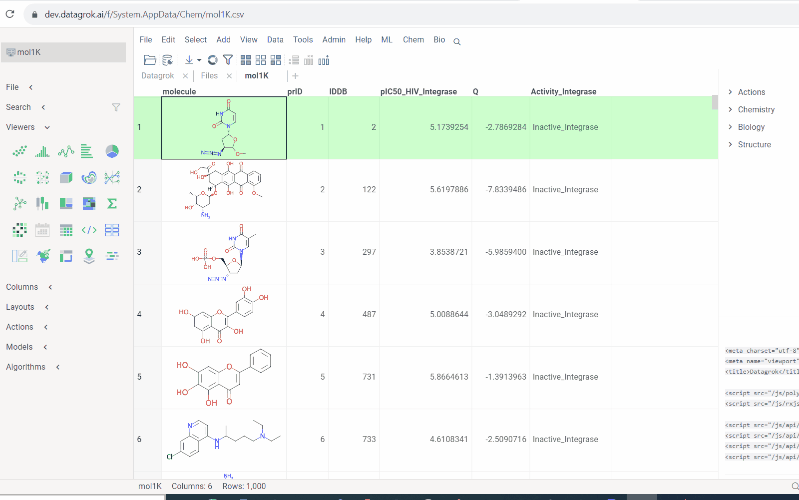 dev.datagrok.ai/f/System.AppData/Chem/mol1K.csv
mol1K
File Edit Select Add View Data Tools Admin Help ML Chem Bio
Datagrok Files mol1K
File
Search
Viewers
Columns
Layouts
Actions
Models
Algorithms
molecule prID IDDB pIC50_HIV_Integrase Q Activity_Integrase
1 1 2 5.1739254 -2.7869284 Inactive_Integrase
2 2 122 5.6197886 -7.8339486 Inactive_Integrase
3 3 297 3.8538721 -5.9859400 Inactive_Integrase
4 4 487 5.0088644 -3.0489292 Inactive_Integrase
5 5 731 5.8664613 -1.3913963 Inactive_Integrase
6 6 733 4.6108341 -2.5090716 Inactive_Integrase
Actions
Chemistry
Biology
Structure
<meta charset="utf-8"
<meta name="viewport"
<title>Datagrok</titl
<script src="/js/poly
<script src="/js/rxjs
<script src="/js/api/
<script src="/js/api/
<script src="/js/api/
<script src="/js/api/
mol1K Columns: 6 Rows: 1,000